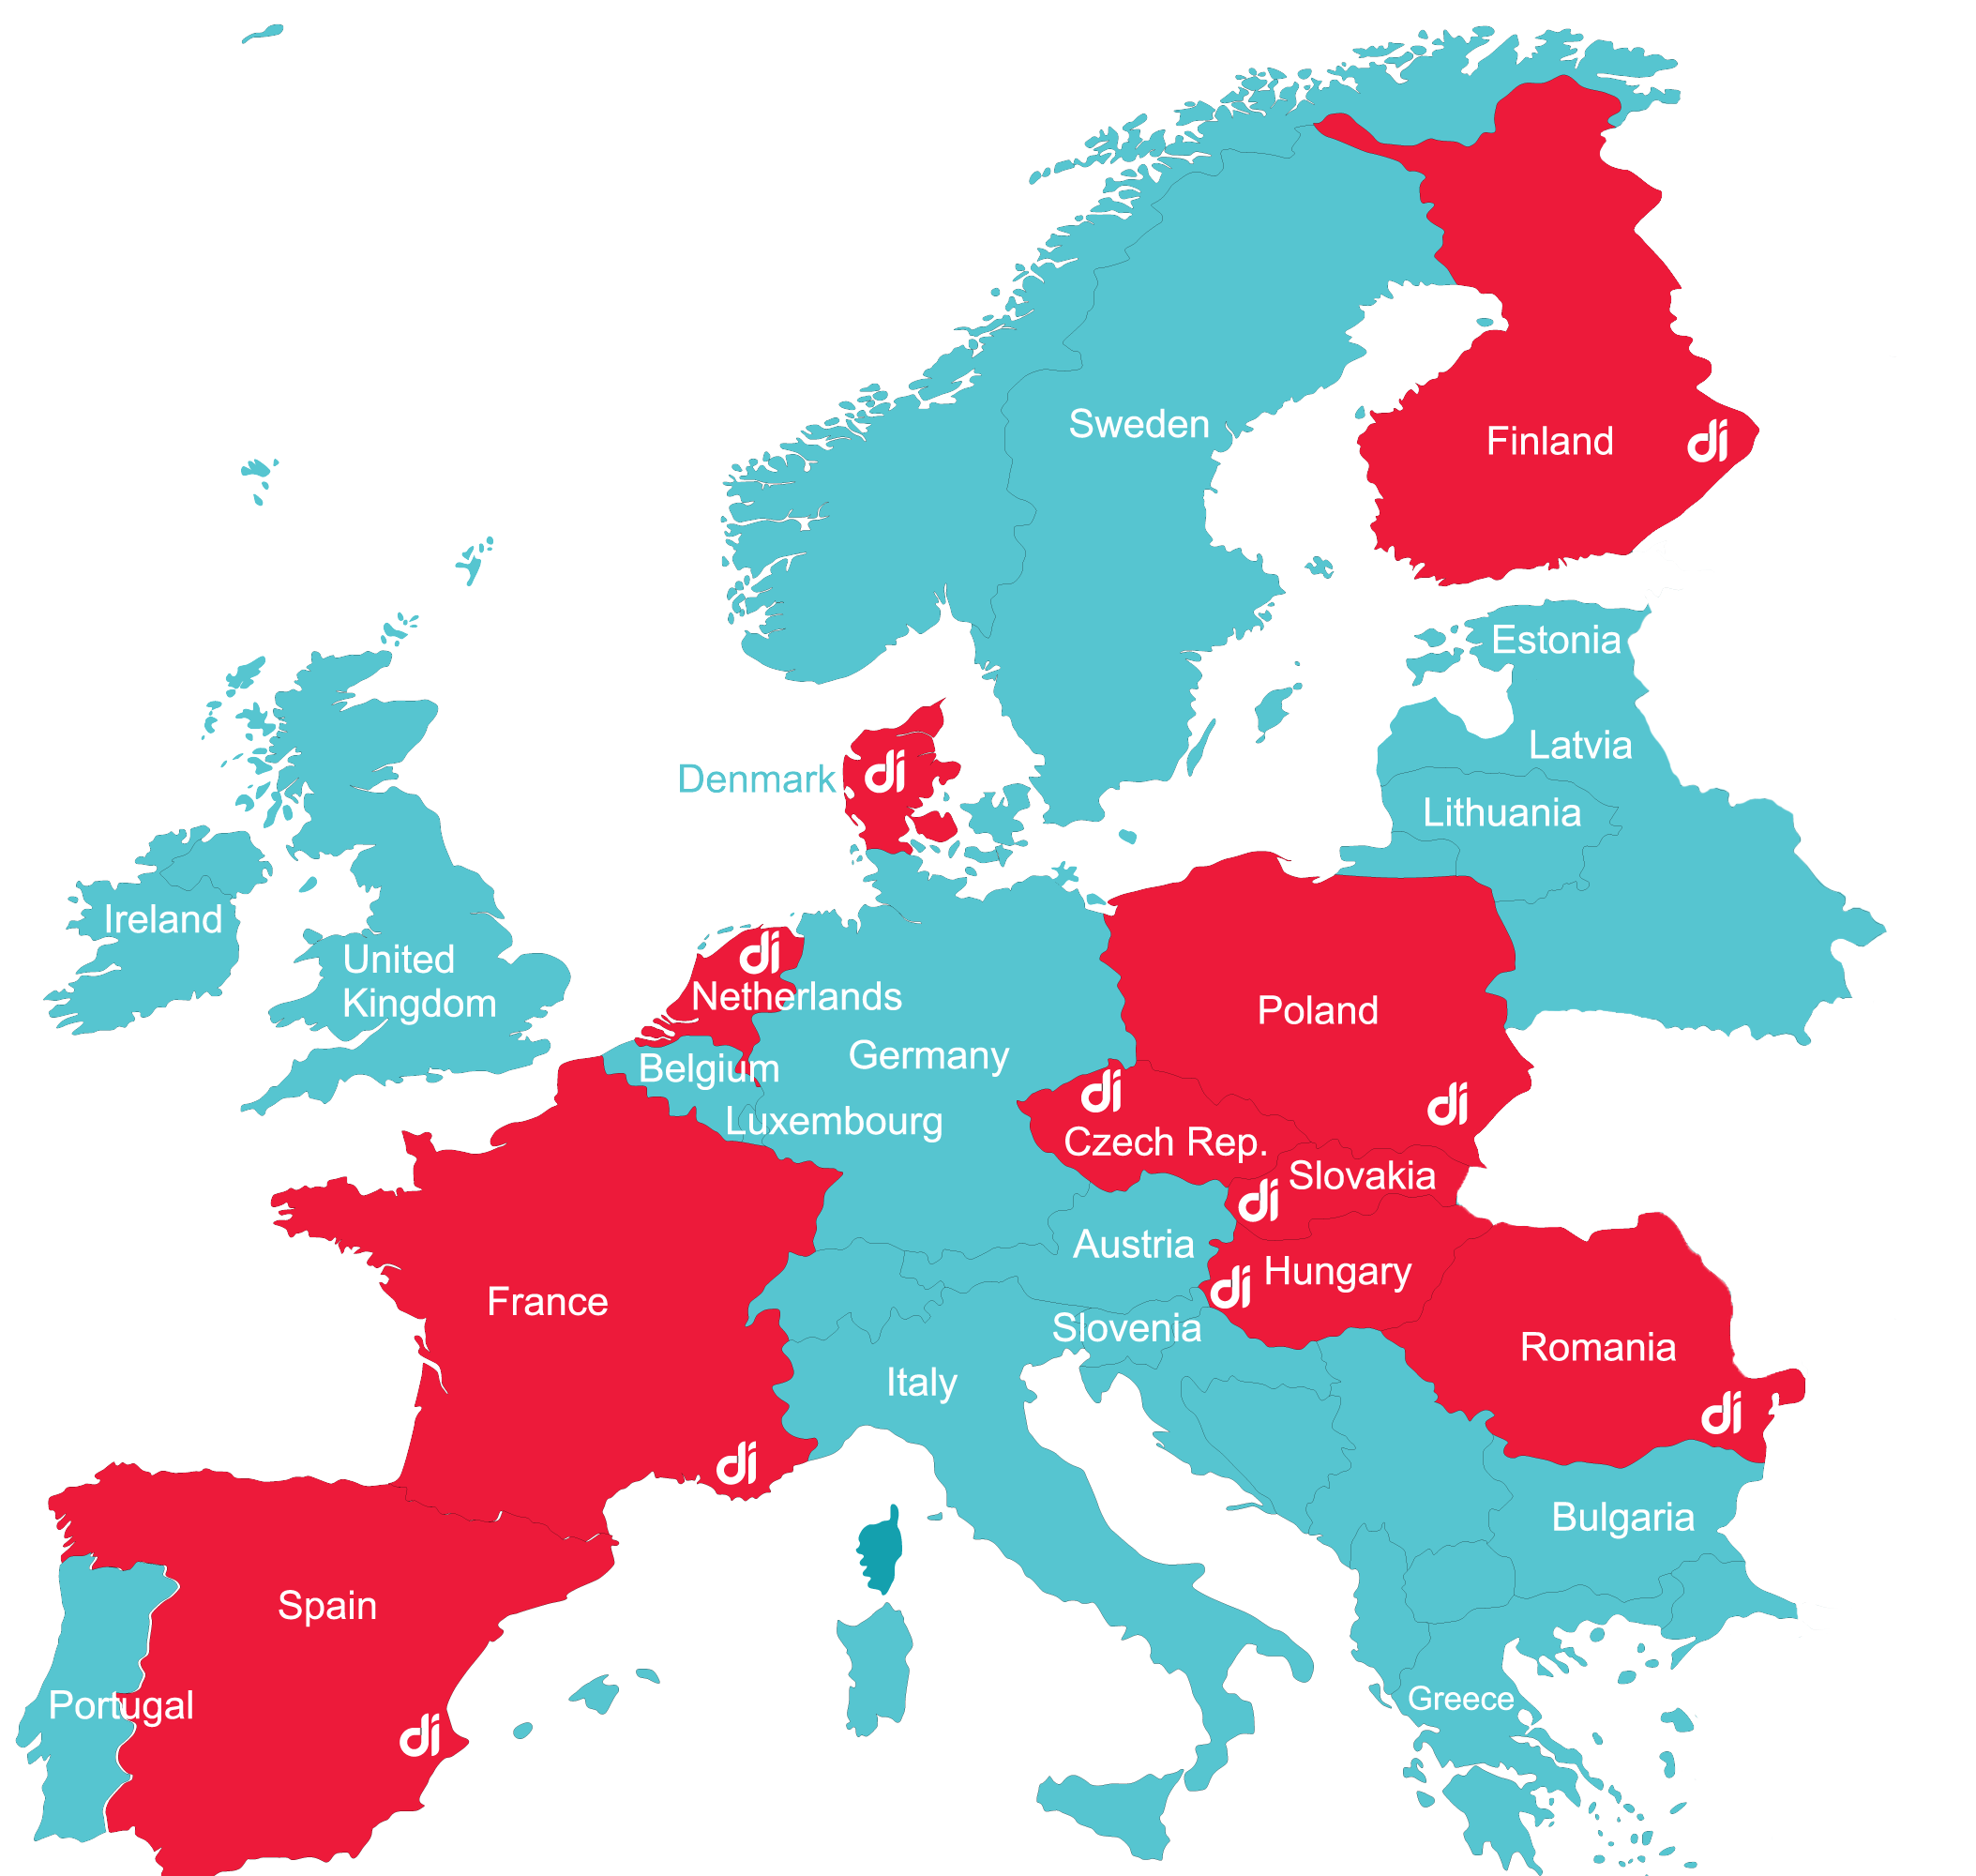 Sweden
Finland
di
Estonia
Latvia
Denmark
di
Lithuania
Ireland
United
Kingdom
di
Netherlands
Poland
Germany
Belgium
di
di
Luxembourg
Czech Rep.
Slovakia
di
Austria
Hungary
di
France
Slovenia
Romania
Italy
di
di
Bulgaria
Spain
Greece
Portugal
di